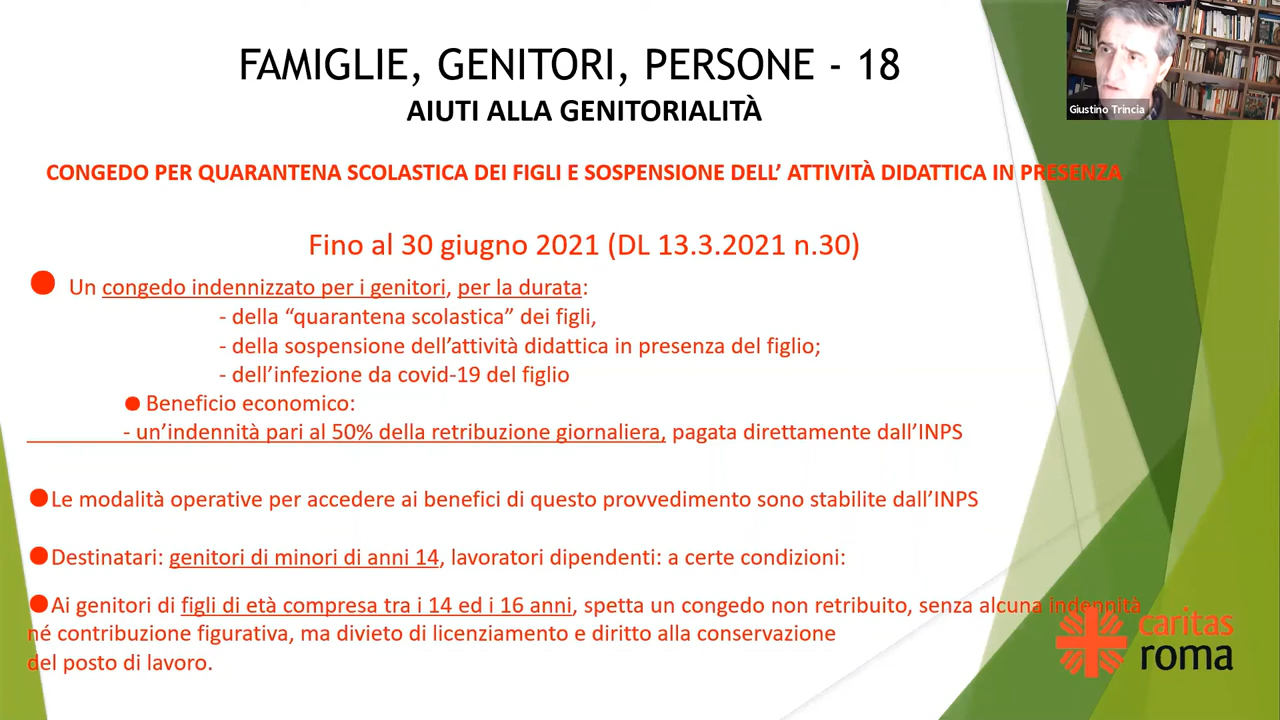 FAMIGLIE, GENITORI, PERSONE - 18
AIUTI ALLA GENITORIALITÀ
Giustino Trincia
CONGEDO PER QUARANTENA SCOLASTICA DEI FIGLI E SOSPENSIONE DELL’ ATTIVITÀ DIDATTICA IN PRESENZA
Fino al 30 giugno 2021 (DL 13.3.2021 n.30)
● Un congedo indennizzato per i genitori, per la durata:
- della “quarantena scolastica” dei figli,
- della sospensione dell’attività didattica in presenza del figlio;
- dell’infezione da covid-19 del figlio
● Beneficio economico:
- un’indennità pari al 50% della retribuzione giornaliera, pagata direttamente dall’INPS
●Le modalità operative per accedere ai benefici di questo provvedimento sono stabilite dall’INPS
●Destinatari: genitori di minori di anni 14, lavoratori dipendenti: a certe condizioni:
●Ai genitori di figli di età compresa tra i 14 ed i 16 anni, spetta un congedo non retribuito, senza alcuna indennità
né contribuzione figurativa, ma divieto di licenziamento e diritto alla conservazione
del posto di lavoro.
caritas
roma